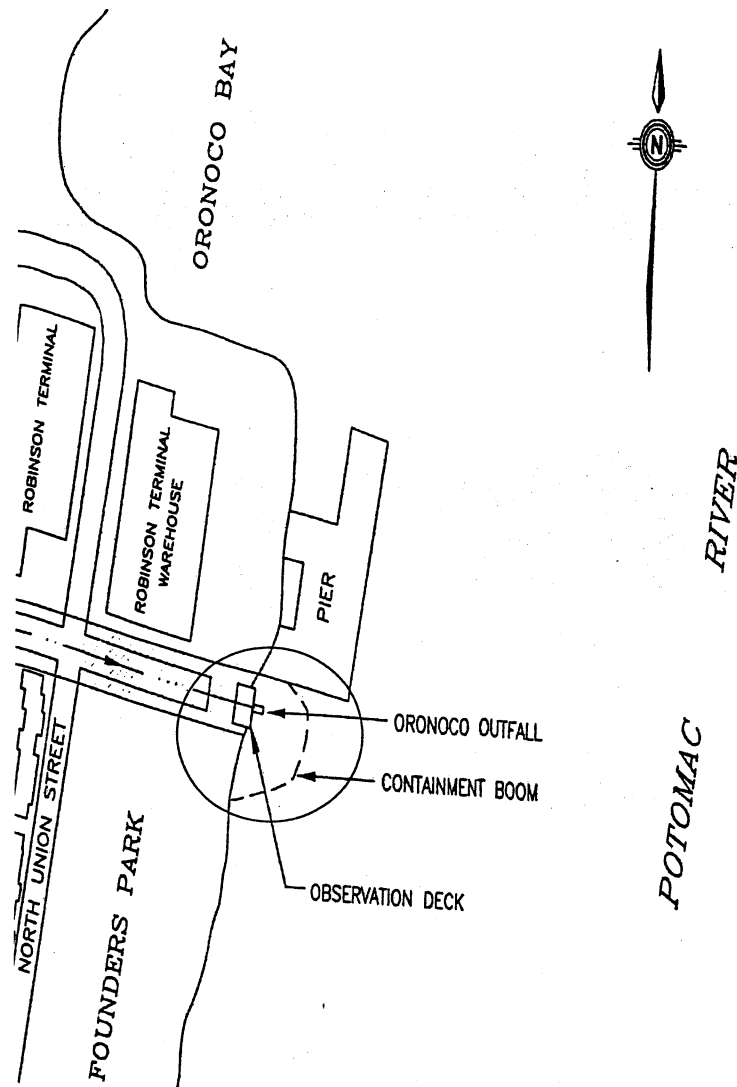 ORONOCO BAY
N
ROBINSON TERMINAL
ROBINSON TERMINAL
WAREHOUSE
PIER
RIVER
POTOMAC
ORONOCO OUTFALL
CONTAINMENT BOOM
OBSERVATION DECK
NORTH UNION STREET
FOUNDERS PARK